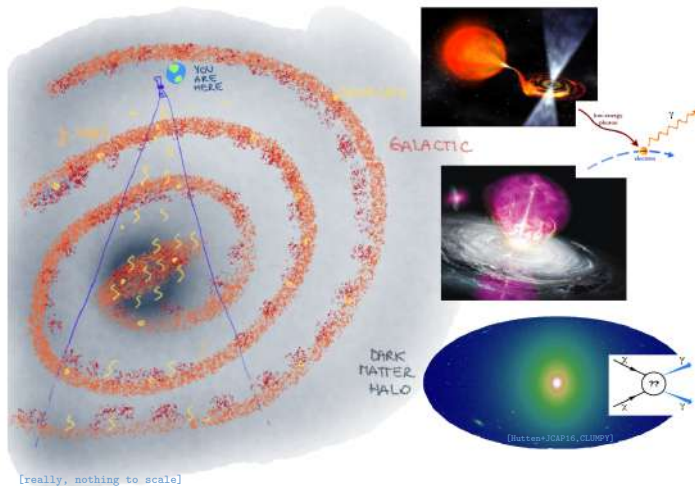 YOU
ARE
HERE
GALACTIC
DARK
MATTER
HALO
[really, nothing to scale]
low-energy
photon
γ
electron
χ
γ
??
χ
γ
[Hutten+JCAP16,CLUMPY]